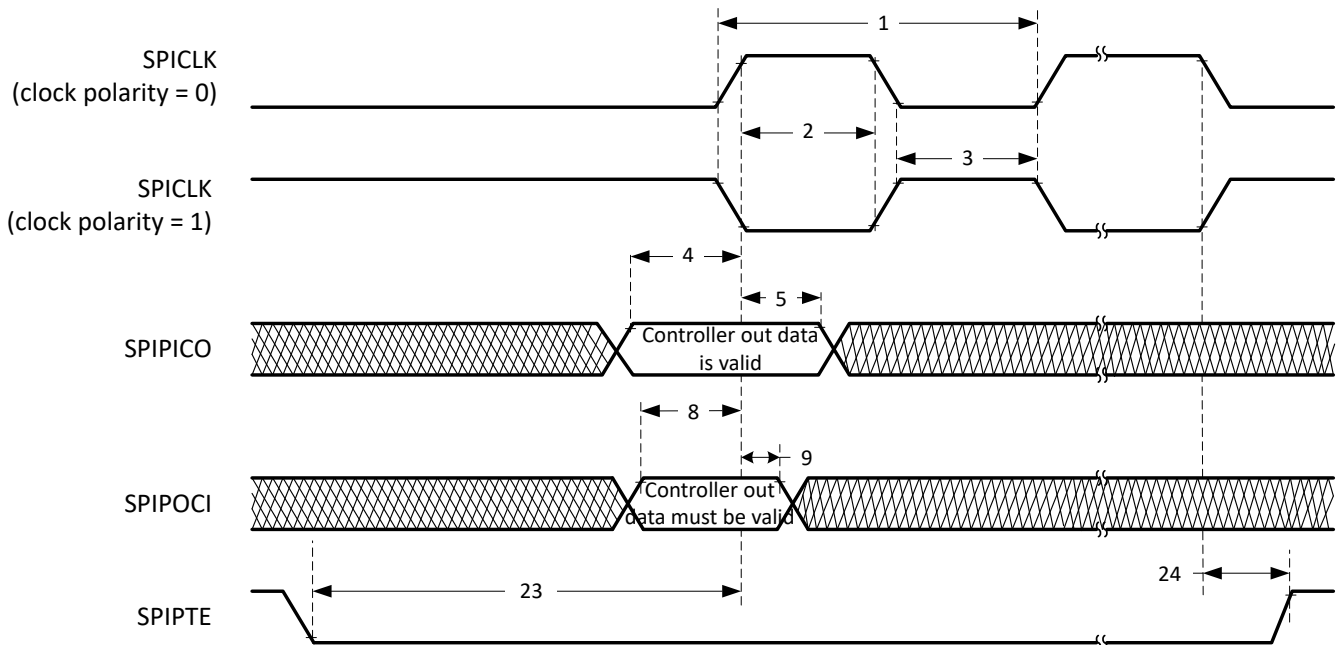 1
SPICLK
(clock polarity = 0)
2
3
SPICLK
(clock polarity = 1)
4
5
SPIPICO
Controller out data
is valid
8
9
SPIPOCI
Controller out
data must be valid
23
24
SPIPTE